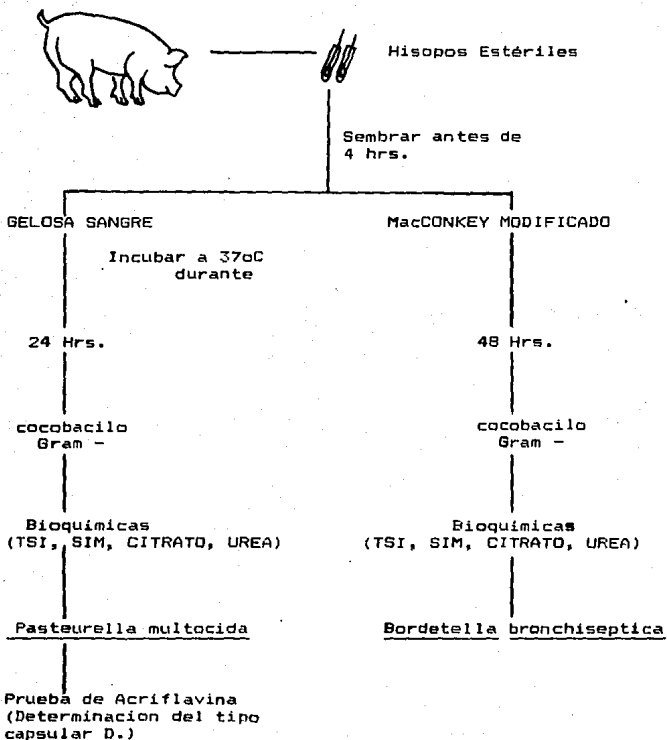 Hisopos Estériles
Sembrar antes de
4 hrs.
GELOSA SANGRE
MacCONKEY MODIFICADO
Incubar a 37oC
durante
24 Hrs.
48 Hrs.
cocobacilo
Gram -
cocobacilo
Gram -
Bioquímicas
(TSI, SIM, CITRATO, UREA)
Bioquímicas
(TSI, SIM, CITRATO, UREA)
Pasteurella multocida
Bordetella bronchiseptica
Prueba de Acriflavina
(Determinacion del tipo
capsular D.)